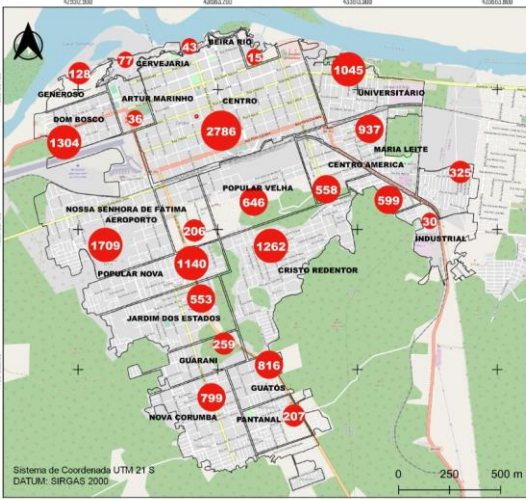 43
BEIRA RIO
15
77
CERVEJARIA
128
1045
GENEROSO
ARTUR MARINHO
CENTRO
UNIVERSITÁRIO
DOM BOSCO
36
1304
2786
937
MARIA LEITE
CENTRO AMERICA
325
POPULAR VELHA
558
646
599
NOSSA SENHORA DE FÁTIMA
AEROPORTO
206
30
INDUSTRIAL
1709
1140
1262
POPULAR NOVA
CRISTO REDENTOR
553
JARDIM DOS ESTADOS
259
GUARANI
816
GUATÓS
799
NOVA CORUMBA
PANTANAL
207
Sistema de Coordenada UTM 21 S
DATUM: SIRGAS 2000
0 250 500 m